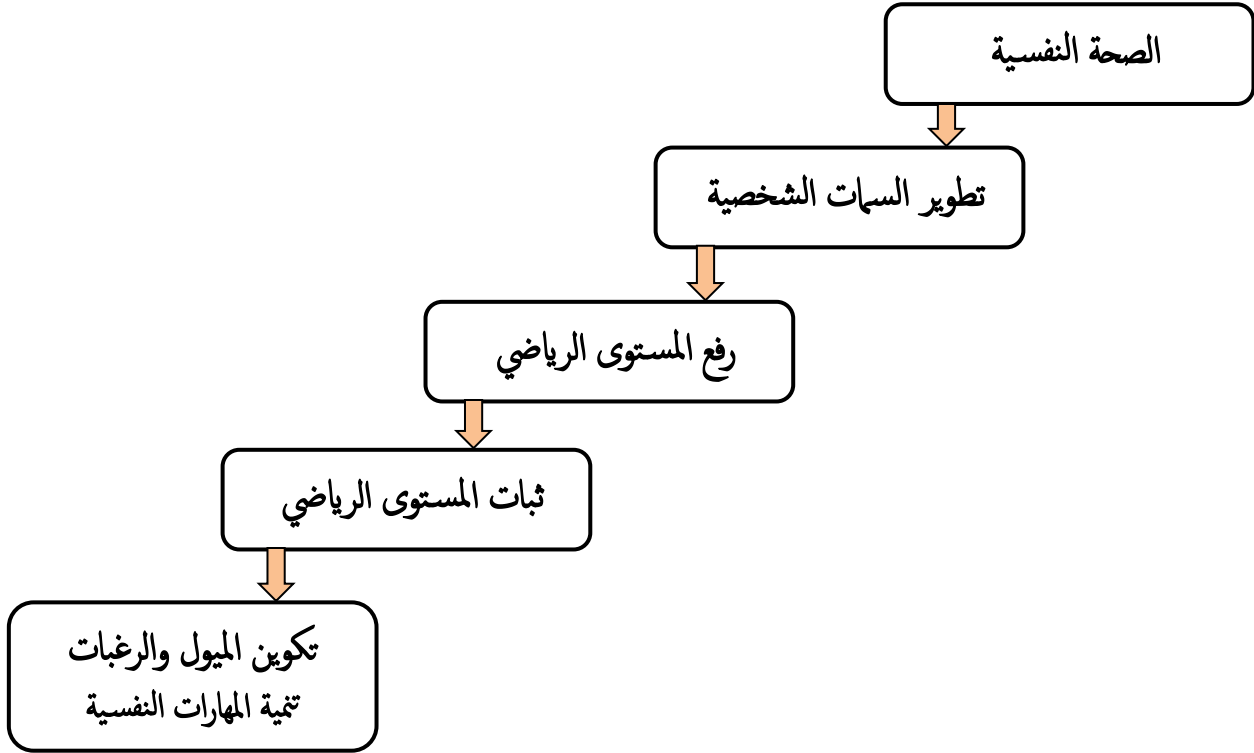 الصحة النفسية
تطوير السمات الشخصية
رفع المستوى الرياضي
ثبات المستوى الرياضي
تكوين الميول والرغبات
تنمية المهارات النفسية